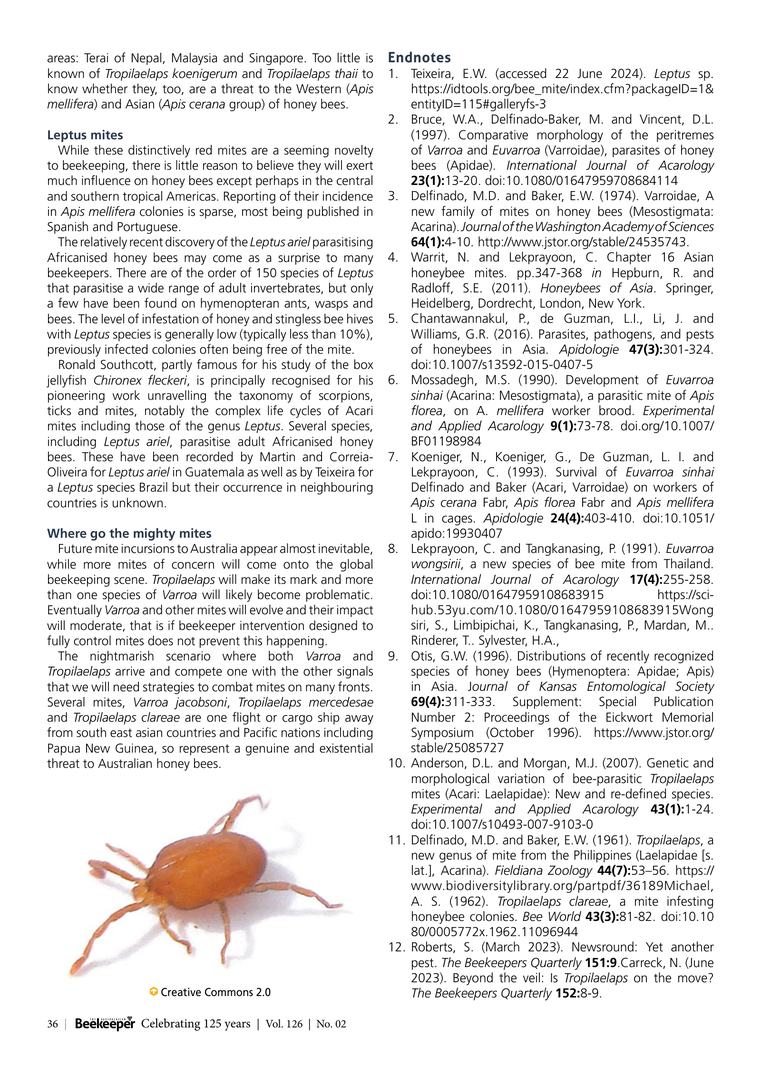 areas: Terai of Nepal, Malaysia and Singapore. Too little is
known of Tropilaelaps koenigerum and Tropilaelaps thaii to
know whether they, too, are a threat to the Western (Apis
mellifera) and Asian (Apis cerana group) of honey bees.
Leptus mites
While these distinctively red mites are a seeming novelty
to beekeeping, there is little reason to believe they will exert
much influence on honey bees except perhaps in the central
and southern tropical Americas. Reporting of their incidence
in Apis mellifera colonies is sparse, most being published in
Spanish and Portuguese.
The relatively recent discovery of the Leptus ariel parasitising
Africanised honey bees may come as a surprise to many
beekeepers. There are of the order of 150 species of Leptus
that parasitise a wide range of adult invertebrates, but only
a few have been found on hymenopteran ants, wasps and
bees. The level of infestation of honey and stingless bee hives
with Leptus species is generally low (typically less than 10%),
previously infected colonies often being free of the mite.
Ronald Southcott, partly famous for his study of the box
jellyfish Chironex fleckeri, is principally recognised for his
pioneering work unravelling the taxonomy of scorpions,
ticks and mites, notably the complex life cycles of Acari
mites including those of the genus Leptus. Several species,
including Leptus ariel, parasitise adult Africanised honey
bees. These have been recorded by Martin and Correia-
Oliveira for Leptus ariel in Guatemala as well as by Teixeira for
a Leptus species Brazil but their occurrence in neighbouring
countries is unknown.
Where go the mighty mites
Future mite incursions to Australia appear almost inevitable,
while more mites of concern will come onto the global
beekeeping scene. Tropilaelaps will make its mark and more
than one species of Varroa will likely become problematic.
Eventually Varroa and other mites will evolve and their impact
will moderate, that is if beekeeper intervention designed to
fully control mites does not prevent this happening.
The nightmarish scenario where both Varroa and
Tropilaelaps arrive and compete one with the other signals
that we will need strategies to combat mites on many fronts.
Several mites, Varroa jacobsoni, Tropilaelaps mercedesae
and Tropilaelaps clareae are one flight or cargo ship away
from south east asian countries and Pacific nations including
Papua New Guinea, so represent a genuine and existential
threat to Australian honey bees.
Creative Commons 2.0
Endnotes
1. Teixeira, E.W. (accessed 22 June 2024). Leptus sp.
https://idtools.org/bee_mite/index.cfm?packageID=1&
entityID=115#galleryfs-3
2. Bruce, W.A., Delfinado-Baker, M. and Vincent, D.L.
(1997). Comparative morphology of the peritremes
of Varroa and Euvarroa (Varroidae), parasites of honey
bees (Apidae). International Journal of Acarology
23(1):13-20. doi:10.1080/01647959708684114
3. Delfinado, M.D. and Baker, E.W. (1974). Varroidae, A
new family of mites on honey bees (Mesostigmata:
Acarina). Journal of the Washington Academy of Sciences
64(1):4-10. http://www.jstor.org/stable/24535743.
4. Warrit, N. and Lekprayoon, C. Chapter 16 Asian
honeybee mites. pp.347-368 in Hepburn, R. and
Radloff, S.E. (2011). Honeybees of Asia. Springer,
Heidelberg, Dordrecht, London, New York.
5. Chantawannakul, P., de Guzman, L.I., Li, J. and
Williams, G.R. (2016). Parasites, pathogens, and pests
of honeybees in Asia. Apidologie 47(3):301-324.
doi:10.1007/s13592-015-0407-5
6. Mossadegh, M.S. (1990). Development of Euvarroa
sinhai (Acarina: Mesostigmata), a parasitic mite of Apis
florea, on A. mellifera worker brood. Experimental
and Applied Acarology 9(1):73-78. doi.org/10.1007/
BF01198984
7. Koeniger, N., Koeniger, G., De Guzman, L. I. and
Lekprayoon, C. (1993). Survival of Euvarroa sinhai
Delfinado and Baker (Acari, Varroidae) on workers of
Apis cerana Fabr, Apis florea Fabr and Apis mellifera
L in cages. Apidologie 24(4):403-410. doi:10.1051/
apido:19930407
8. Lekprayoon, C. and Tangkanasing, P. (1991). Euvarroa
wongsirii, a new species of bee mite from Thailand.
International Journal of Acarology 17(4):255-258.
doi:10.1080/01647959108683915 https://sci-
hub.53yu.com/10.1080/01647959108683915Wong
siri, S., Limbipichai, K., Tangkanasing, P., Mardan, M..
Rinderer, T.. Sylvester, H.A.,
9. Otis, G.W. (1996). Distributions of recently recognized
species of honey bees (Hymenoptera: Apidae; Apis)
in Asia. Journal of Kansas Entomological Society
69(4):311-333. Supplement: Special Publication
Number 2: Proceedings of the Eickwort Memorial
Symposium (October 1996). https://www.jstor.org/
stable/25085727
10. Anderson, D.L. and Morgan, M.J. (2007). Genetic and
morphological variation of bee-parasitic Tropilaelaps
mites (Acari: Laelapidae): New and re-defined species.
Experimental and Applied Acarology 43(1):1-24.
doi:10.1007/s10493-007-9103-0
11. Delfinado, M.D. and Baker, E.W. (1961). Tropilaelaps, a
new genus of mite from the Philippines (Laelapidae [s.
lat.], Acarina). Fieldiana Zoology 44(7):53–56. https://
www.biodiversitylibrary.org/partpdf/36189Michael,
A. S. (1962). Tropilaelaps clareae, a mite infesting
honeybee colonies. Bee World 43(3):81-82. doi:10.10
80/0005772x.1962.11096944
12. Roberts, S. (March 2023). Newsround: Yet another
pest. The Beekeepers Quarterly 151:9.Carreck, N. (June
2023). Beyond the veil: Is Tropilaelaps on the move?
The Beekeepers Quarterly 152:8-9.
36 | Beekeeper Celebrating 125 years | Vol. 126 | No. 02